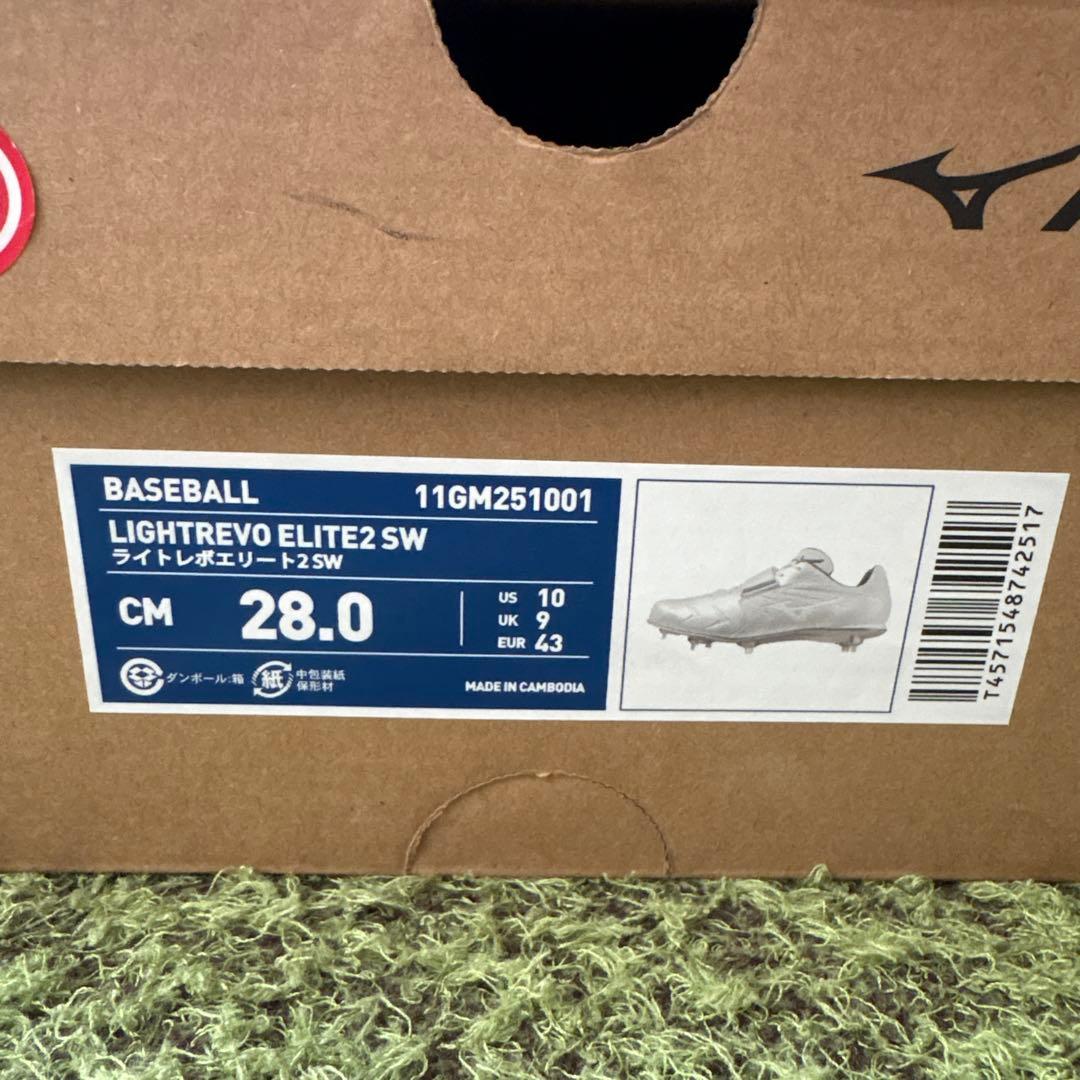 BASEBALL 11GM251001
LIGHTREVO ELITE2 SW
ライトレボエリート2 SW
CM 28.0
US 10
UK 9
EUR 43
ダンボール:箱
紙 中包装紙
保形材
MADE IN CAMBODIA
T4571548742517